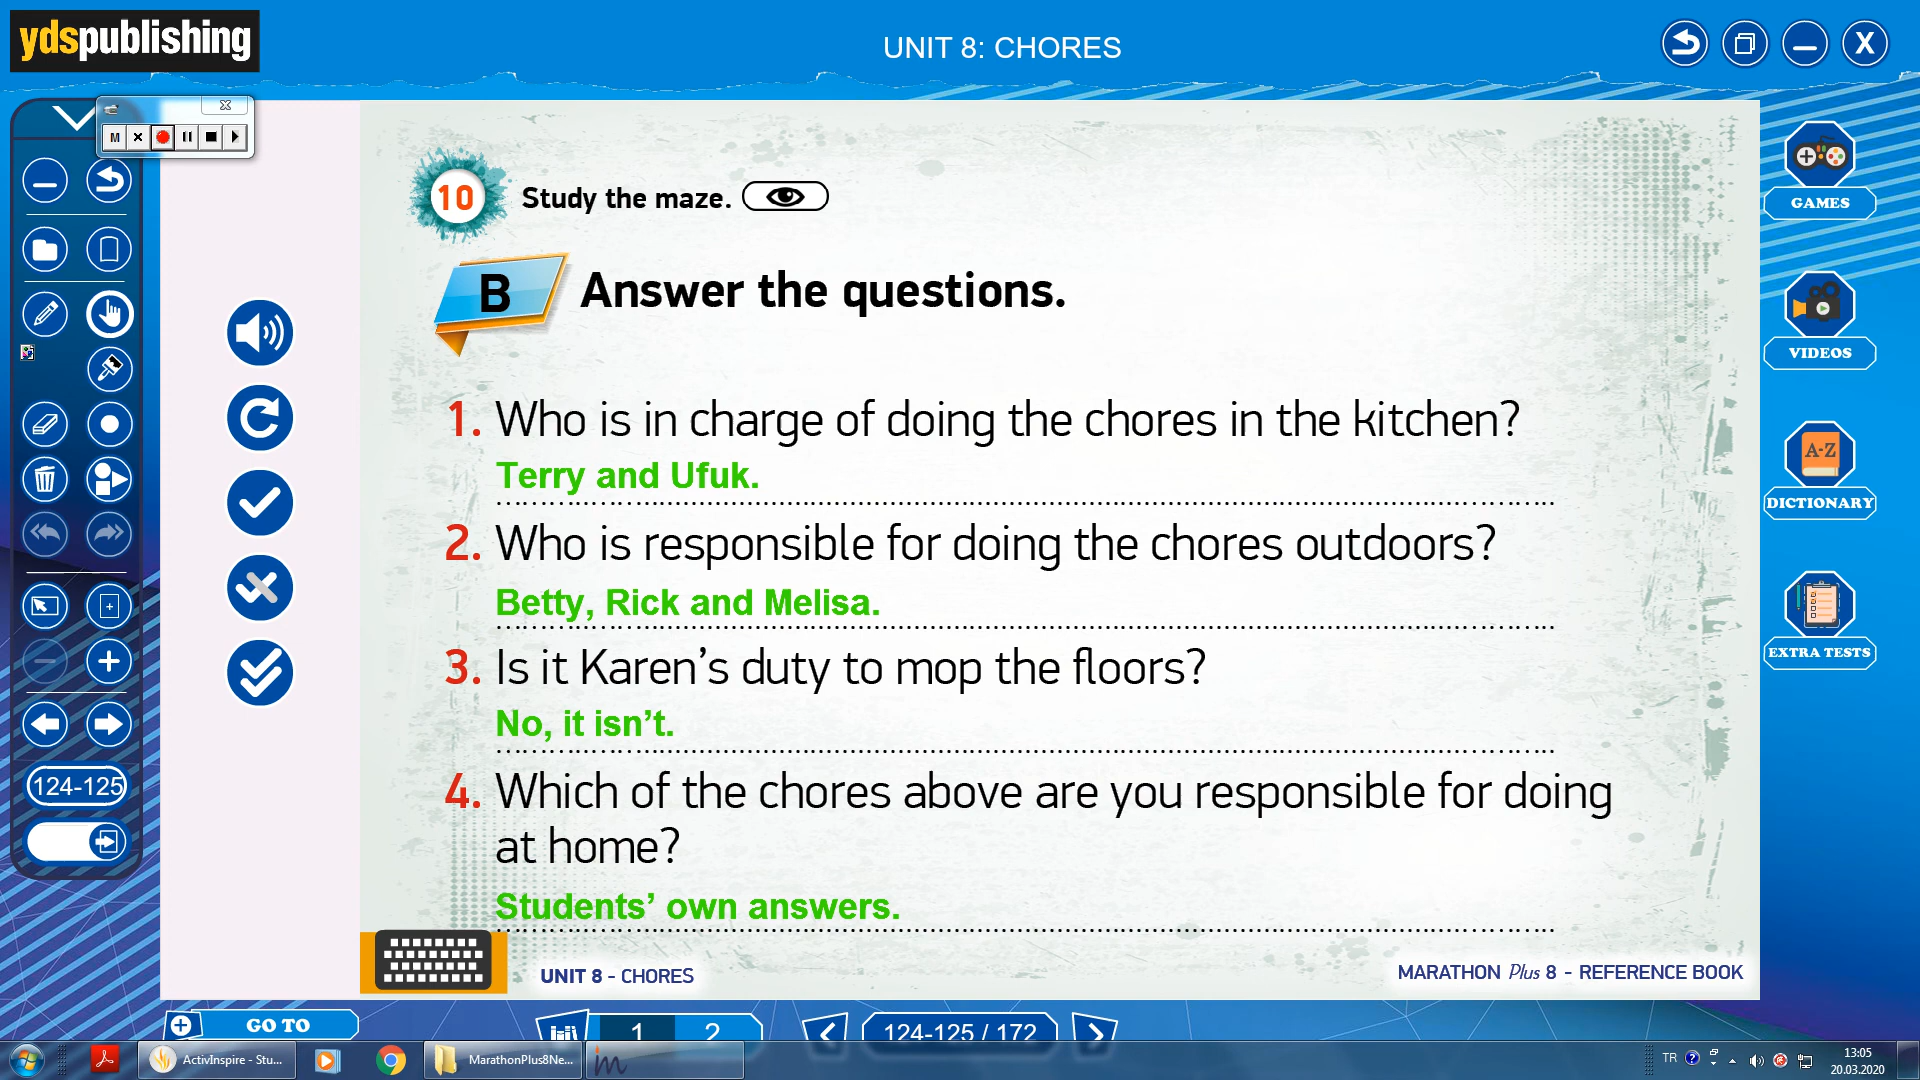 ydspublishing
UNIT 8: CHORES
X
x
M
10 Study the maze.
B Answer the questions.
1. Who is in charge of doing the chores in the kitchen?
Terry and Ufuk.
2. Who is responsible for doing the chores outdoors?
Betty, Rick and Melisa.
3. Is it Karen's duty to mop the floors?
No, it isn't.
4. Which of the chores above are you responsible for doing
at home?
Students' own answers.
UNIT 8 - CHORES
MARATHON Plus 8 - REFERENCE BOOK
GAMES
VIDEOS
A-Z
DICTIONARY
EXTRA TESTS
124-125
GO TO
1 2
124-125 / 172
ActivInspire - Stu...
MarathonPlus8Ne...
TR
13:05
20.03.2020